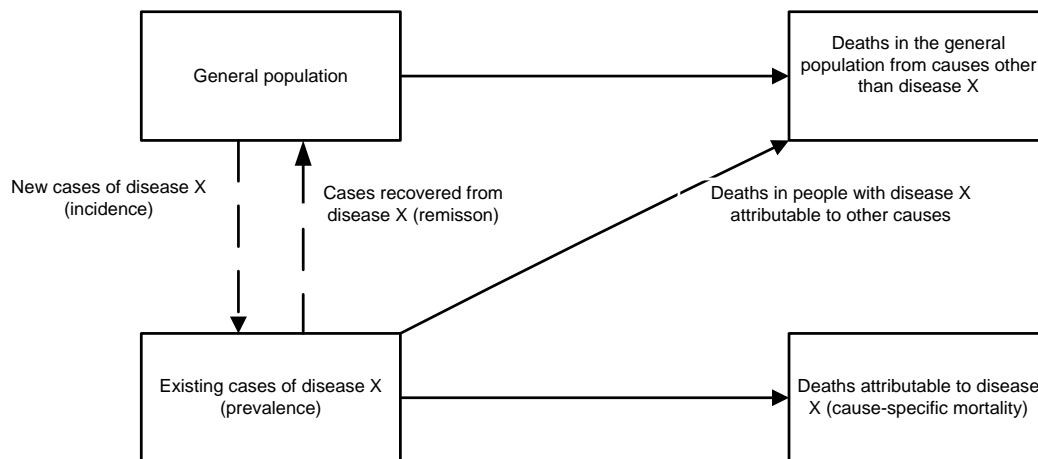 General population
Deaths in the general
population from causes other
than disease X
New cases of disease X
(incidence)
Cases recovered from
disease X (remisson)
Deaths in people with disease X
attributable to other causes
Existing cases of disease X
(prevalence)
Deaths attributable to disease
X (cause-specific mortality)